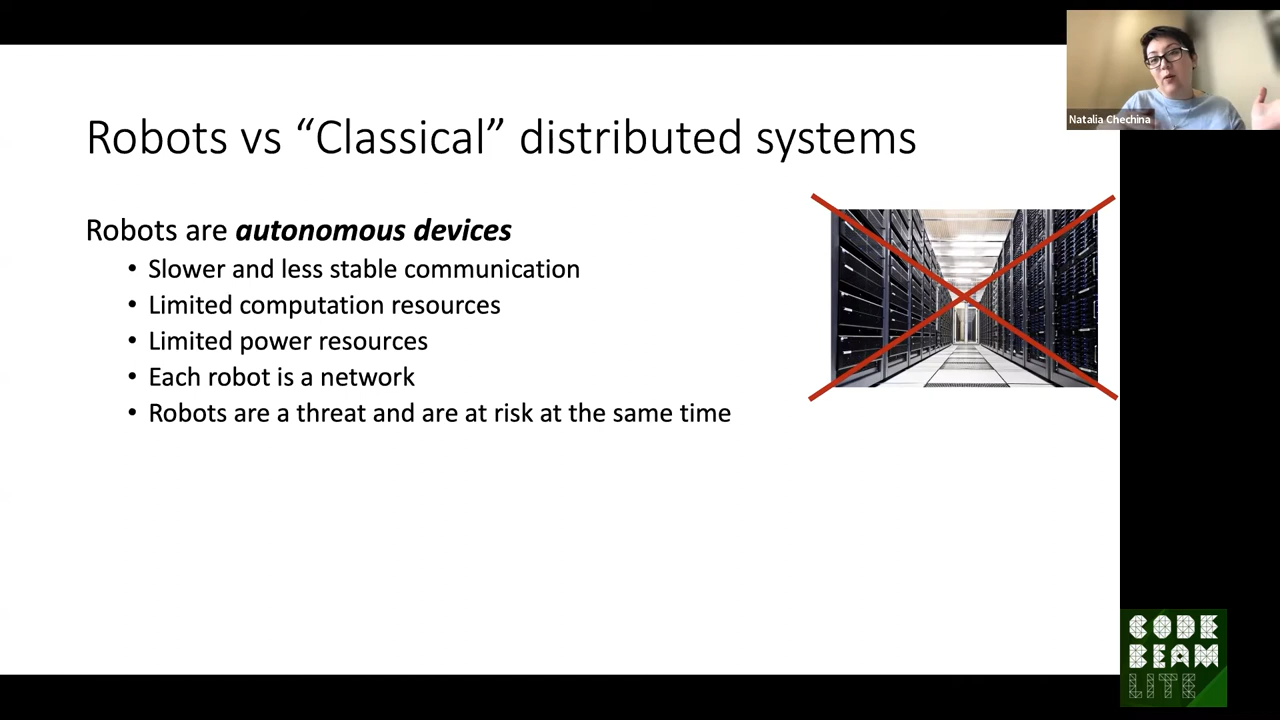 Natalia Chechina
Robots vs “Classical” distributed systems
Robots are autonomous devices
• Slower and less stable communication
• Limited computation resources
• Limited power resources
• Each robot is a network
• Robots are a threat and are at risk at the same time
CODE
BEAM
LITE